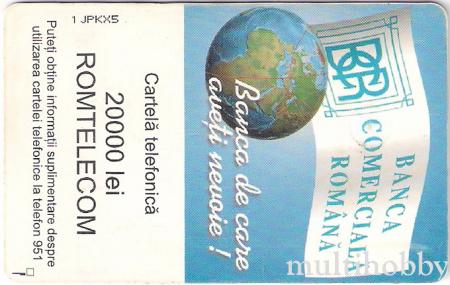 1 JPKX5
BCR
BANCA
COMERCIALĂ
ROMÂNĂ
Banca de care
aveți nevoie !
Cartelă telefonică
20000 lei
ROMTELECOM
Puteți obține informații suplimentare despre
utilizarea cartelei telefonice la telefon 951
multihobby